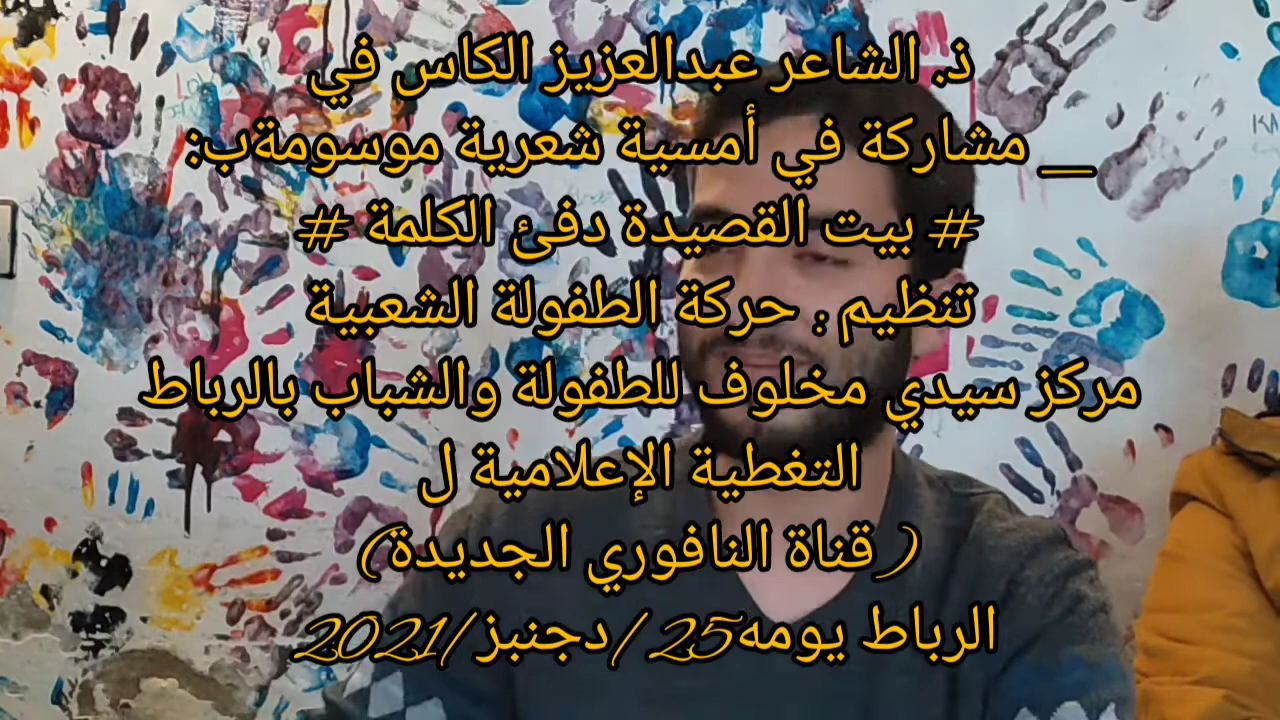 ذ. الشاعر عبدالعزيز الكاس في
__ مشاركة في أمسية شعرية موسومةب:
# بيت القصيدة دفئ الكلمة #
تنظيم : حركة الطفولة الشعبية
مركز سيدي مخلوف للطفولة والشباب بالرباط
التغطية الإعلامية ل
( قناة النافوري الجديدة)
الرباط يومه25/دجنبز/2021